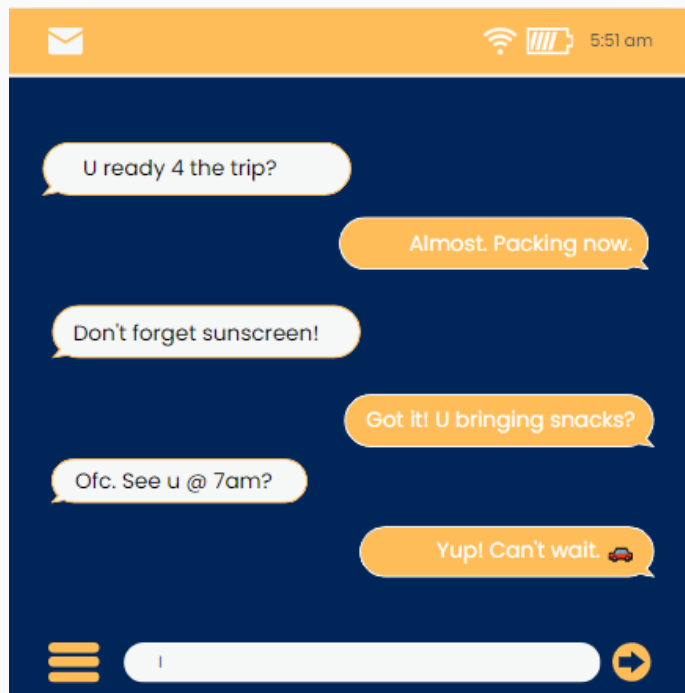 5:51 am
U ready 4 the trip?
Almost. Packing now.
Don't forget sunscreen!
Got it! U bringing snacks?
Ofc. See u @ 7am?
Yup! Can't wait. 🚗